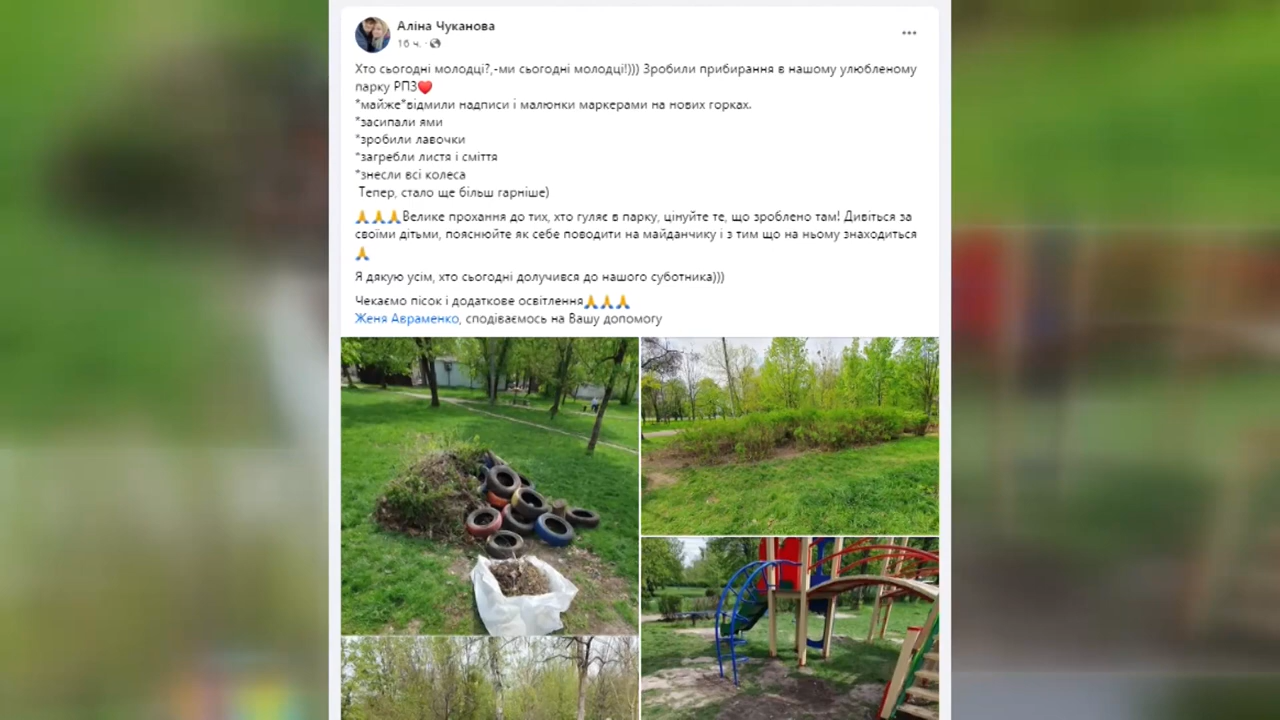 Аліна Чуканова
16 ч.
Хто сьогодні молодці?,-ми сьогодні молодці!))) Зробили прибирання в нашому улюбленому
парку РПЗ❤️
*майже*відмили надписи і малюнки маркерами на нових горках.
*засипали ями
*зробили лавочки
*загребли листя і сміття
*знесли всі колеса
Тепер, стало ще більш гарніше)
🙏🙏🙏Велике прохання до тих, хто гуляє в парку, цінуйте те, що зроблено там! Дивіться за
своїми дітьми, пояснюйте як себе поводити на майданчику і з тим що на ньому знаходиться
🙏
Я дякую усім, хто сьогодні долучився до нашого суботника)))
Чекаємо пісок і додаткове освітлення🙏🙏🙏
Женя Авраменко, сподіваємось на Вашу допомогу